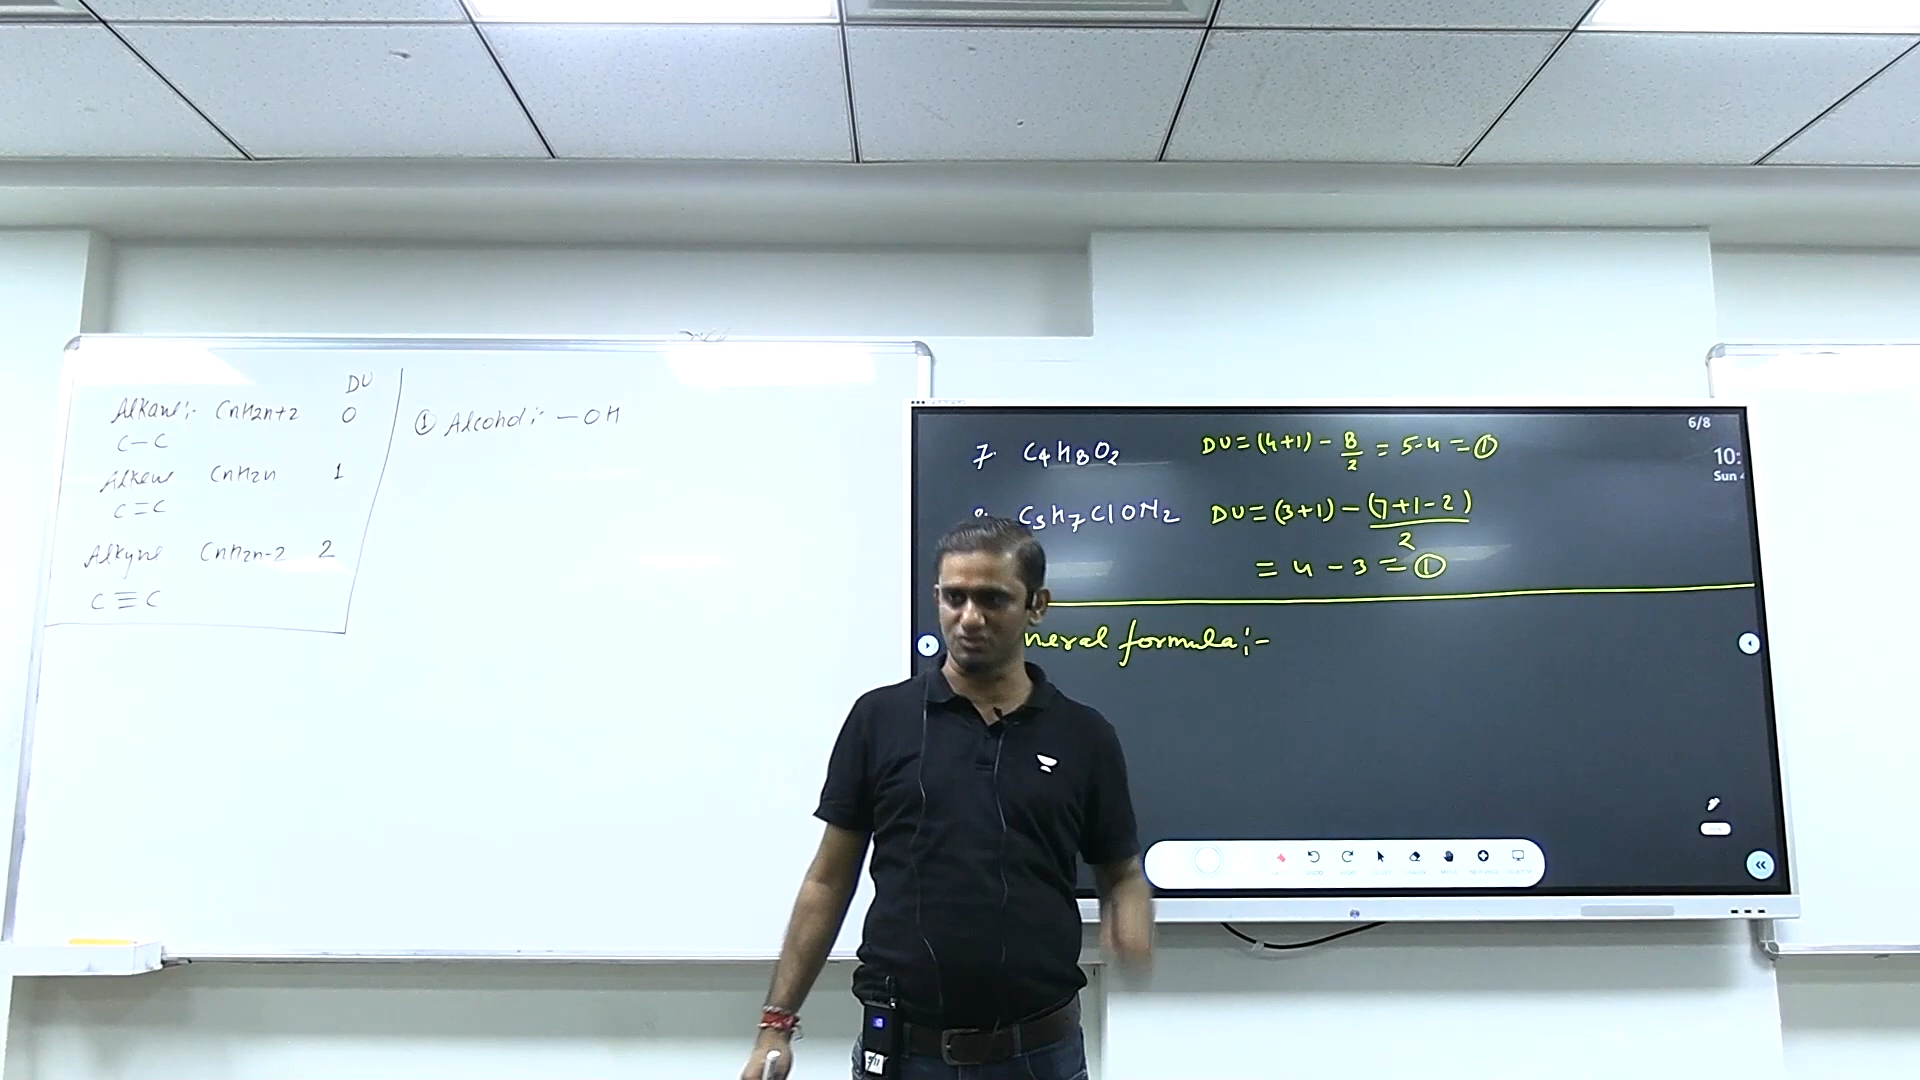 DU
Alkane:- CnH2n+2 0
C-C
Alkene CnH2n 1
C=C
Alkyne CnH2n-2 2
C≡C
① Alcohol:- -OH
6/8
10:
Sun
7. C4H8O2 DU = (4+1) - 8/2 = 5-4 = ①
8. C3H7ClON2 DU = (3+1) - (7+1-2)/2
= 4 - 3 = ①
neral formula:-